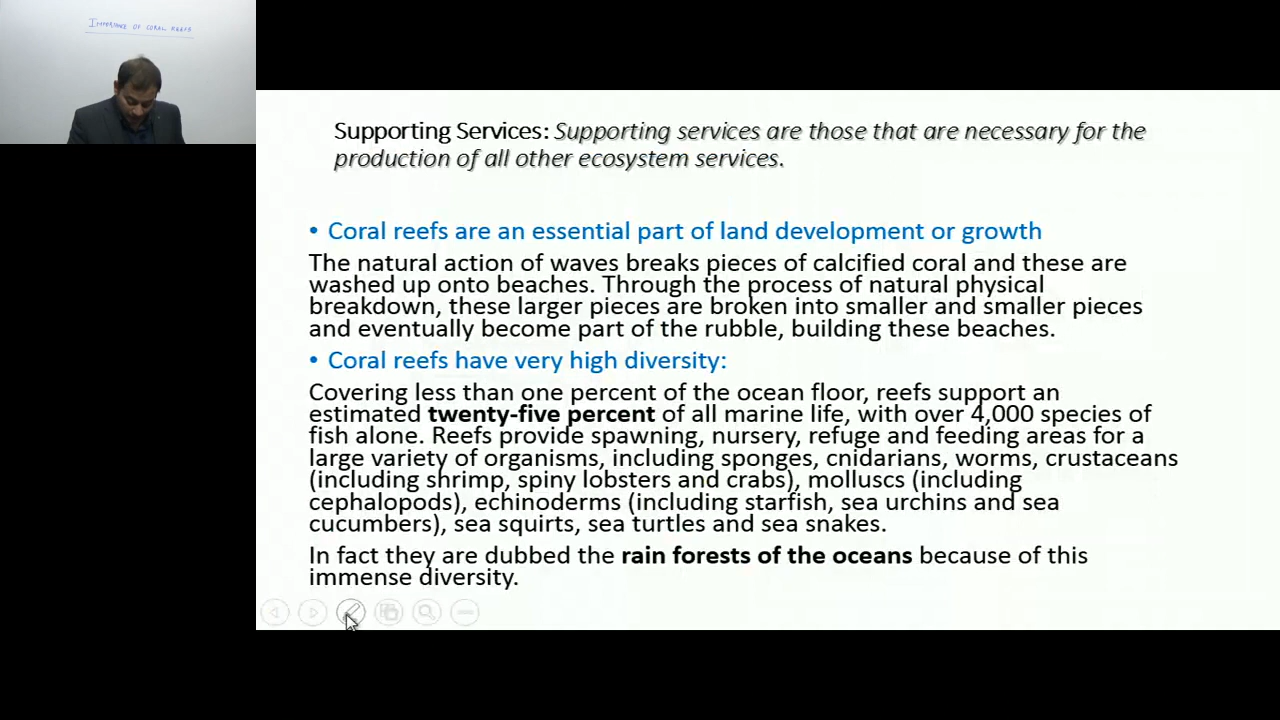 IMPORTANCE OF CORAL REEFS
Supporting Services: Supporting services are those that are necessary for the
production of all other ecosystem services.
• Coral reefs are an essential part of land development or growth
The natural action of waves breaks pieces of calcified coral and these are
washed up onto beaches. Through the process of natural physical
breakdown, these larger pieces are broken into smaller and smaller pieces
and eventually become part of the rubble, building these beaches.
• Coral reefs have very high diversity:
Covering less than one percent of the ocean floor, reefs support an
estimated twenty-five percent of all marine life, with over 4,000 species of
fish alone. Reefs provide spawning, nursery, refuge and feeding areas for a
large variety of organisms, including sponges, cnidarians, worms, crustaceans
(including shrimp, spiny lobsters and crabs), molluscs (including
cephalopods), echinoderms (including starfish, sea urchins and sea
cucumbers), sea squirts, sea turtles and sea snakes.
In fact they are dubbed the rain forests of the oceans because of this
immense diversity.